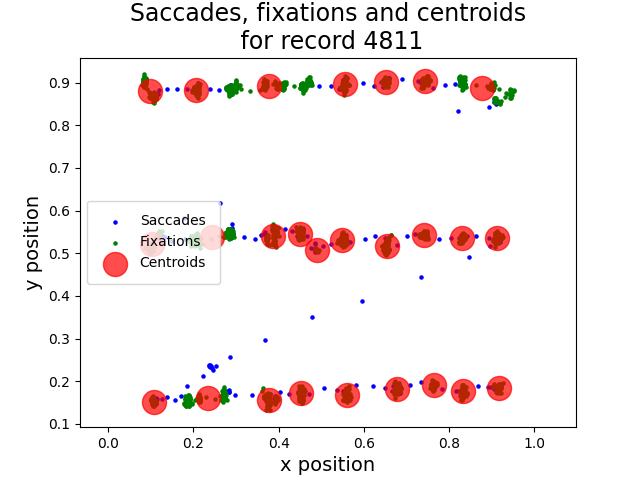 Saccades, fixations and centroids
for record 4811
y position
0.9
0.8
0.7
0.6
0.5
0.4
0.3
0.2
0.1
Saccades
Fixations
Centroids
0.0 0.2 0.4 0.6 0.8 1.0
x position